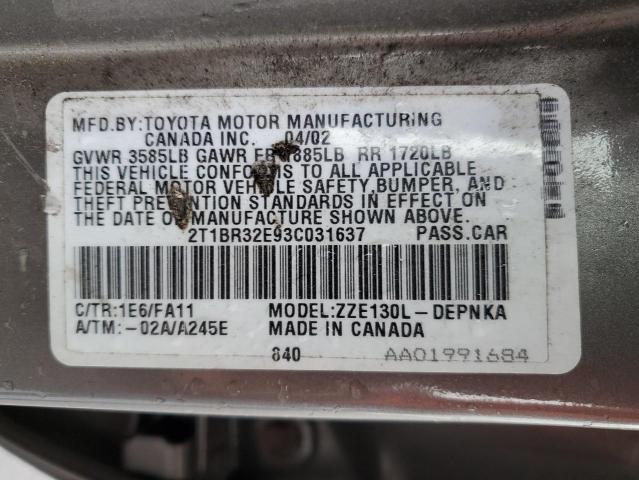 MFD.BY:TOYOTA MOTOR MANUFACTURING
CANADA INC. 04/02
GVWR 3585LB GAWR FR 1885LB RR 1720LB
THIS VEHICLE CONFORMS TO ALL APPLICABLE
FEDERAL MOTOR VEHICLE SAFETY,BUMPER, AND
THEFT PREVENTION STANDARDS IN EFFECT ON
THE DATE OF MANUFACTURE SHOWN ABOVE.
2T1BR32E93C031637 PASS.CAR
C/TR:1E6/FA11 MODEL:ZZE130L-DEPNKA
A/TM:-02A/A245E MADE IN CANADA
840 AA01991684